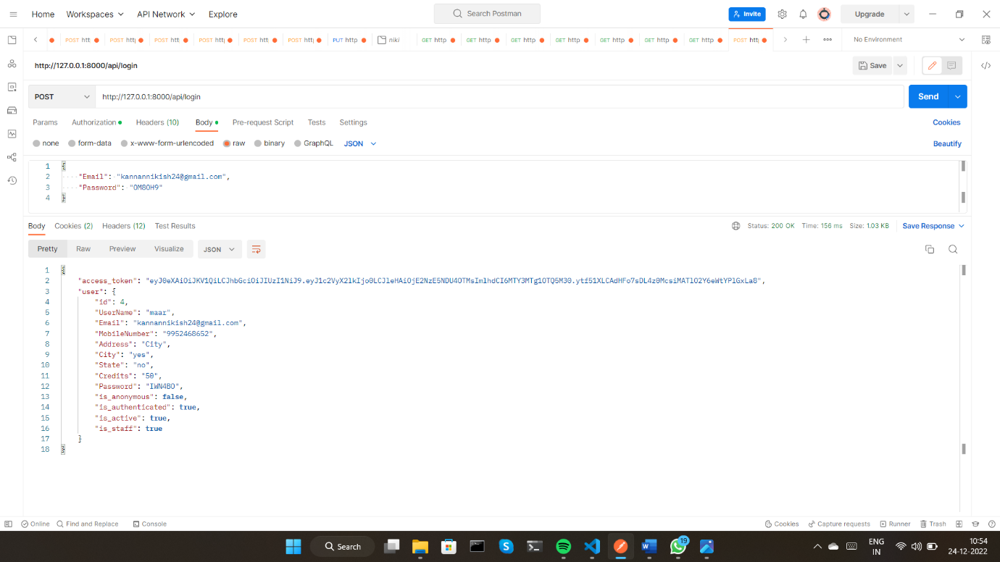 Home Workspaces API Network Explore Search Postman Invite Upgrade
POST htt POST http POST http POST http POST htt POST http PUT http niki GET http GET http GET http GET http GET http GET http GET http POST htt No Environment
http://127.0.0.1:8000/api/login Save
POST http://127.0.0.1:8000/api/login Send
Params Authorization Headers (10) Body Pre-request Script Tests Settings Cookies
none form-data x-www-form-urlencoded raw binary GraphQL JSON Beautify
1 {
2 "Email": "kannannikish24@gmail.com",
3 "Password": "OM8OH9"
4 }
Body Cookies (2) Headers (12) Test Results Status: 200 OK Time: 156 ms Size: 1.03 KB Save Response
Pretty Raw Preview Visualize JSON
1 {
2 "access_token": "eyJ0eXAiOiJKV1QiLCJhbGciOiJIUzI1NiJ9.eyJ1c2VyX2lkIjo0LCJleHAiOjE2NzE5NDU4OTMsImlhdCI6MTY3MTg1OTQ5M30.ytf51XLCAdHFo7sDL4z0McsiMATlO2Y6eWtYPlGxLa8",
3 "user": {
4 "id": 4,
5 "UserName": "maar",
6 "Email": "kannannikish24@gmail.com",
7 "MobileNumber": "9952468652",
8 "Address": "City",
9 "City": "yes",
10 "State": "no",
11 "Credits": "50",
12 "Password": "IWN4BO",
13 "is_anonymous": false,
14 "is_authenticated": true,
15 "is_active": true,
16 "is_staff": true
17 }
18 }
Online Find and Replace Console Cookies Capture requests Runner Trash
Search 19 ENG IN 10:54 24-12-2022